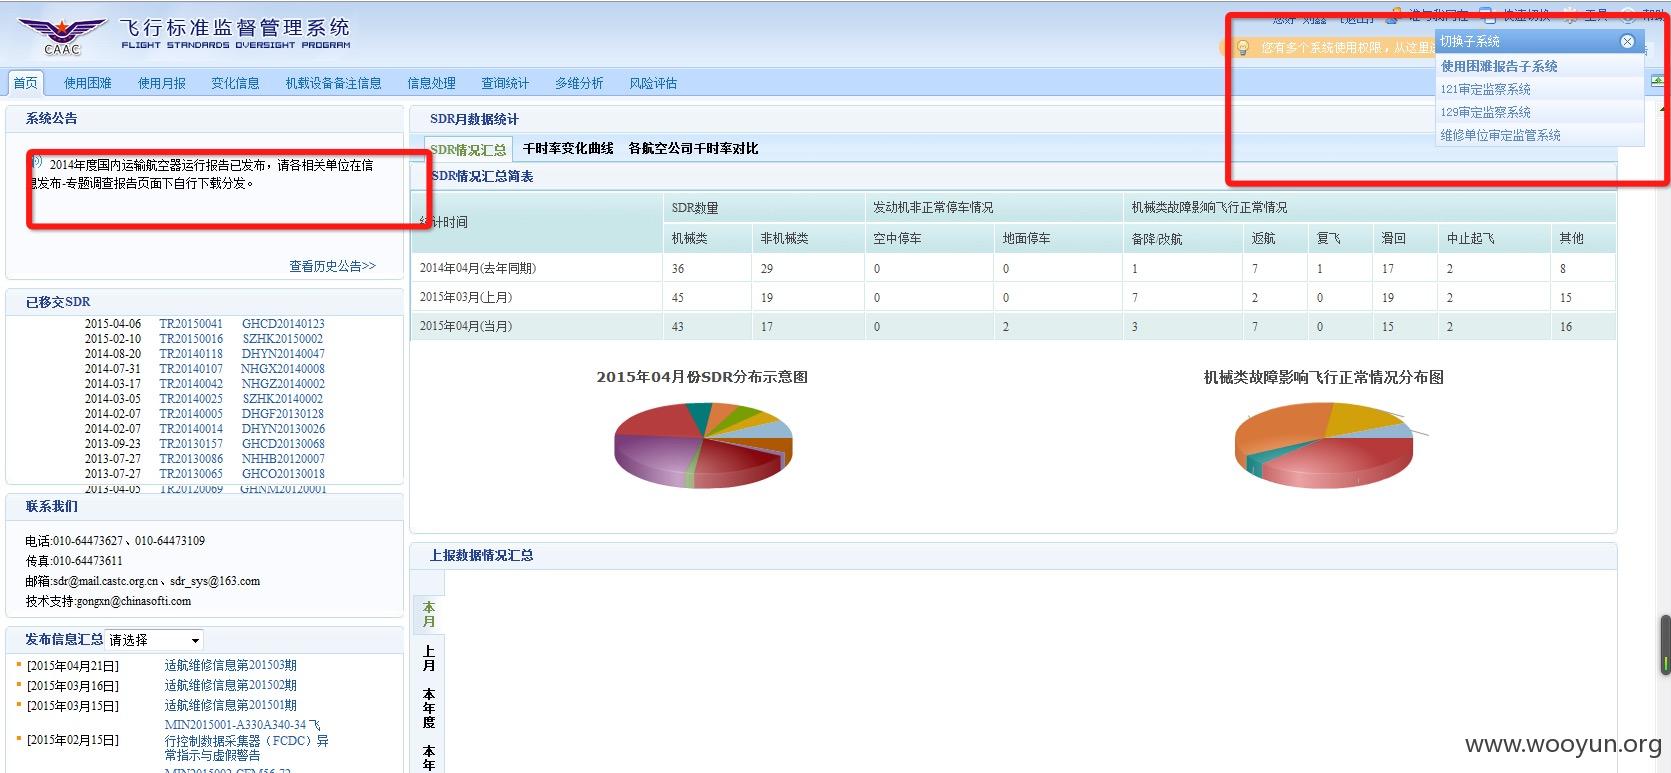 飞行标准监督管理系统
FLIGHT STANDARDS OVERSIGHT PROGRAM
CAAC
您有多个系统使用权限，从这里
切换子系统
使用困难报告子系统
121审定监察系统
129审定监察系统
维修单位审定监管系统
首页 使用困难 使用月报 变化信息 机载设备备注信息 信息处理 查询统计 多维分析 风险评估
系统公告
2014年度国内运输航空器运行报告已发布，请各相关单位在信
息发布-专题调查报告页面下自行下载分发。
查看历史公告>>
已移交SDR
2015-04-06 TR20150041 GHCD20140123
2015-02-10 TR20150016 SZHK20150002
2014-08-20 TR20140118 DHYN20140047
2014-07-31 TR20140107 NHGX20140008
2014-03-17 TR20140042 NHGZ20140002
2014-03-05 TR20140025 SZHK20140002
2014-02-07 TR20140005 DHGF20130128
2014-02-07 TR20140014 DHYN20130026
2013-09-23 TR20130157 GHCD20130068
2013-07-27 TR20130086 NHHB20120007
2013-07-27 TR20130065 GHCO20130018
2013-04-05 TR20120069 GHNM20120001
联系我们
电话:010-64473627、010-64473109
传真:010-64473611
邮箱:sdr@mail.castc.org.cn、sdr_sys@163.com
技术支持:gongxn@chinasofti.com
发布信息汇总 请选择
[2015年04月21日] 适航维修信息第201503期
[2015年03月16日] 适航维修信息第201502期
[2015年03月15日] 适航维修信息第201501期
[2015年02月15日] MIN2015001-A330A340-34 飞
行控制数据采集器（FCDC）异
常指示与虚假警告
SDR月数据统计
SDR情况汇总 千时率变化曲线 各航空公司千时率对比
SDR情况汇总简表
统计时间 SDR数量 发动机非正常停车情况 机械类故障影响飞行正常情况
机械类 非机械类 空中停车 地面停车 备降/改航 返航 复飞 滑回 中止起飞 其他
2014年04月(去年同期) 36 29 0 0 1 7 1 17 2 8
2015年03月(上月) 45 19 0 0 7 2 0 19 2 15
2015年04月(当月) 43 17 0 2 3 7 0 15 2 16
2015年04月份SDR分布示意图
机械类故障影响飞行正常情况分布图
上报数据情况汇总
本月
上月
本年度
本年
www.wooyun.org